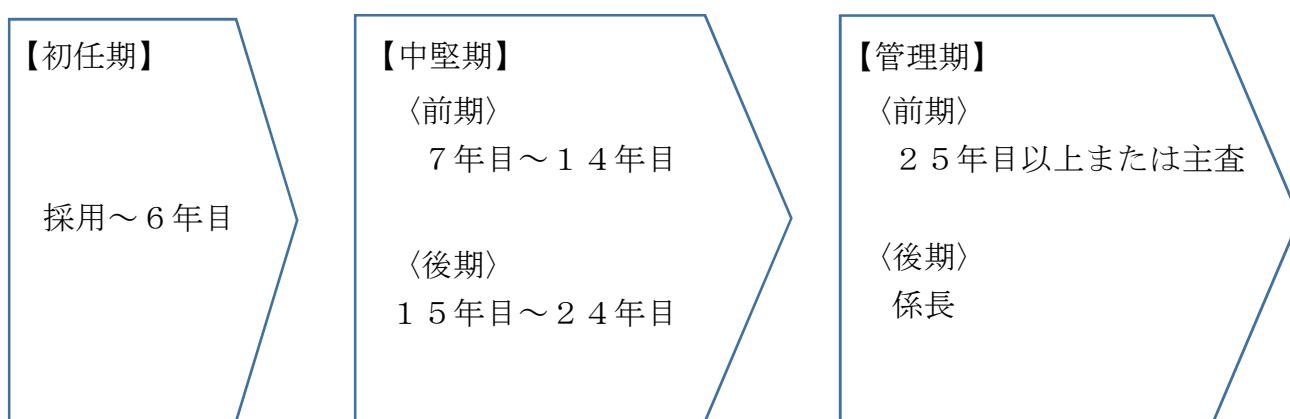 【初任期】
採用～６年目
【中堅期】
〈前期〉
７年目～１４年目
〈後期〉
１５年目～２４年目
【管理期】
〈前期〉
２５年目以上または主査
〈後期〉
係長